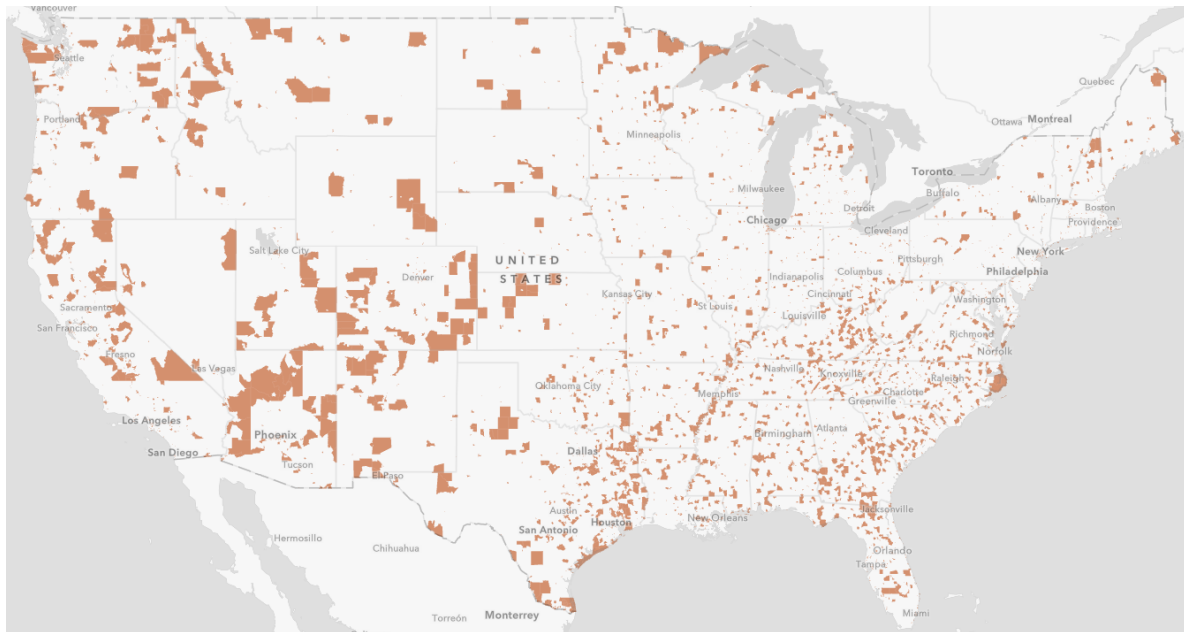 Vancouver
Seattle
Quebec
Ottawa
Montreal
Portland
Minneapolis
Toronto
Buffalo
Albany
Milwaukee
Boston
Detroit
Providence
Chicago
Cleveland
Salt Lake City
UNITED
STATES
Denver
New York
Pittsburgh
Philadelphia
Indianapolis
Columbus
Kansas City
Sacramento
San Francisco
St Louis
Cincinnati
Washington
Louisville
Richmond
Fresno
Las Vegas
Norfolk
Nashville
Knoxville
Raleigh
Oklahoma City
Memphis
Charlotte
Greenville
Los Angeles
Phoenix
Birmingham
Atlanta
San Diego
Dallas
Tucson
El Paso
Austin
Jacksonville
New Orleans
Houston
San Antonio
Hermosillo
Chihuahua
Orlando
Tampa
Miami
Torreón
Monterrey